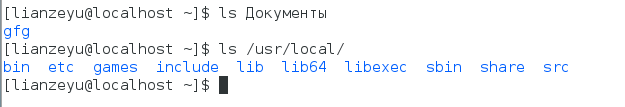 [lianzeyu@localhost ~]$ ls Документы
gfg
[lianzeyu@localhost ~]$ ls /usr/local/
bin  etc  games  include  lib  lib64  libexec  sbin  share  src
[lianzeyu@localhost ~]$